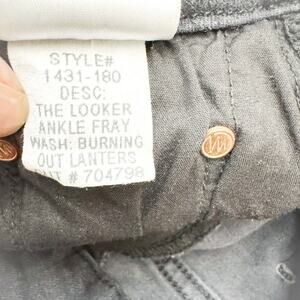 STYLE#
1431-180
DESC:
THE LOOKER
ANKLE FRAY
WASH: BURNING
OUT LANTERS
# 704798